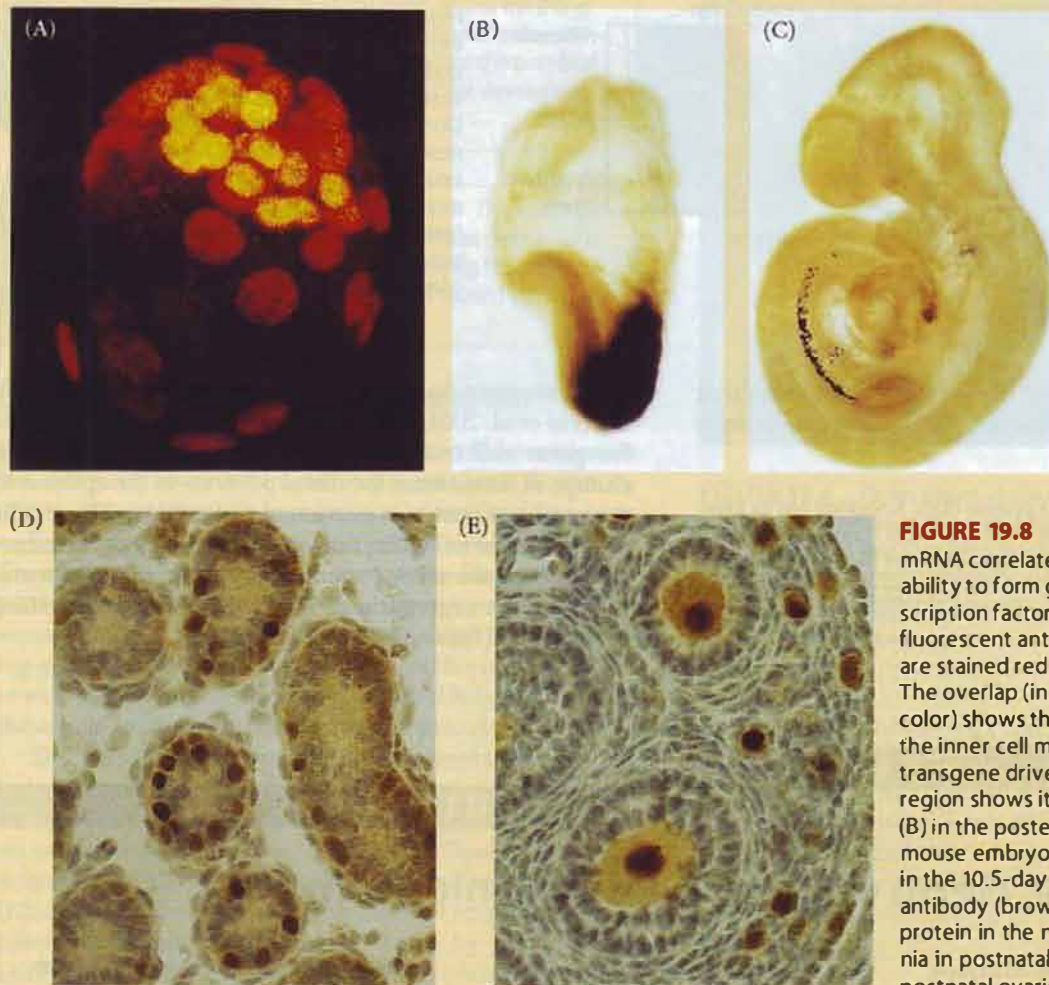 (A)
(B)
(C)
(D)
(E)
FIGURE 19.8
mRNA correlate
ability to form g
scription factor
fluorescent ant
are stained red
The overlap (in
color) shows th
the inner cell m
transgene drive
region shows it
(B) in the poste
mouse embryo
in the 10.5-day
antibody (brow
protein in the n
nia in postnatal
postnatal ovari